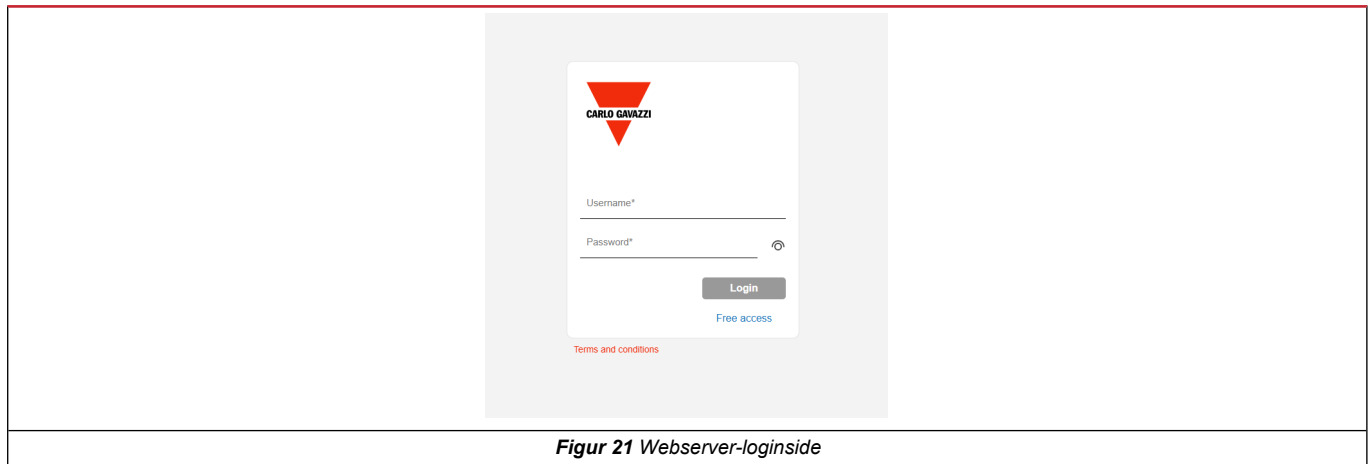 CARLO GAVAZZI
Username*
Password*
Login
Free access
Terms and conditions
Figur 21 Webserver-loginside